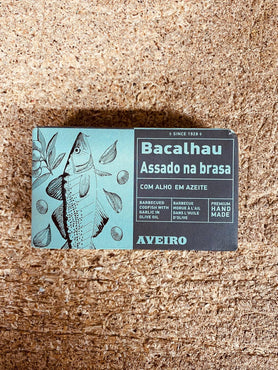 ◊ SINCE 1928 ◊
Bacalhau
Assado na brasa
COM ALHO EM AZEITE
BARBECUED
CODFISH WITH
GARLIC IN
OLIVE OIL
BARBECUE
MORUE À L'AIL
DANS L'HUILE
D'OLIVE
PREMIUM
HAND
MADE
AVEIRO